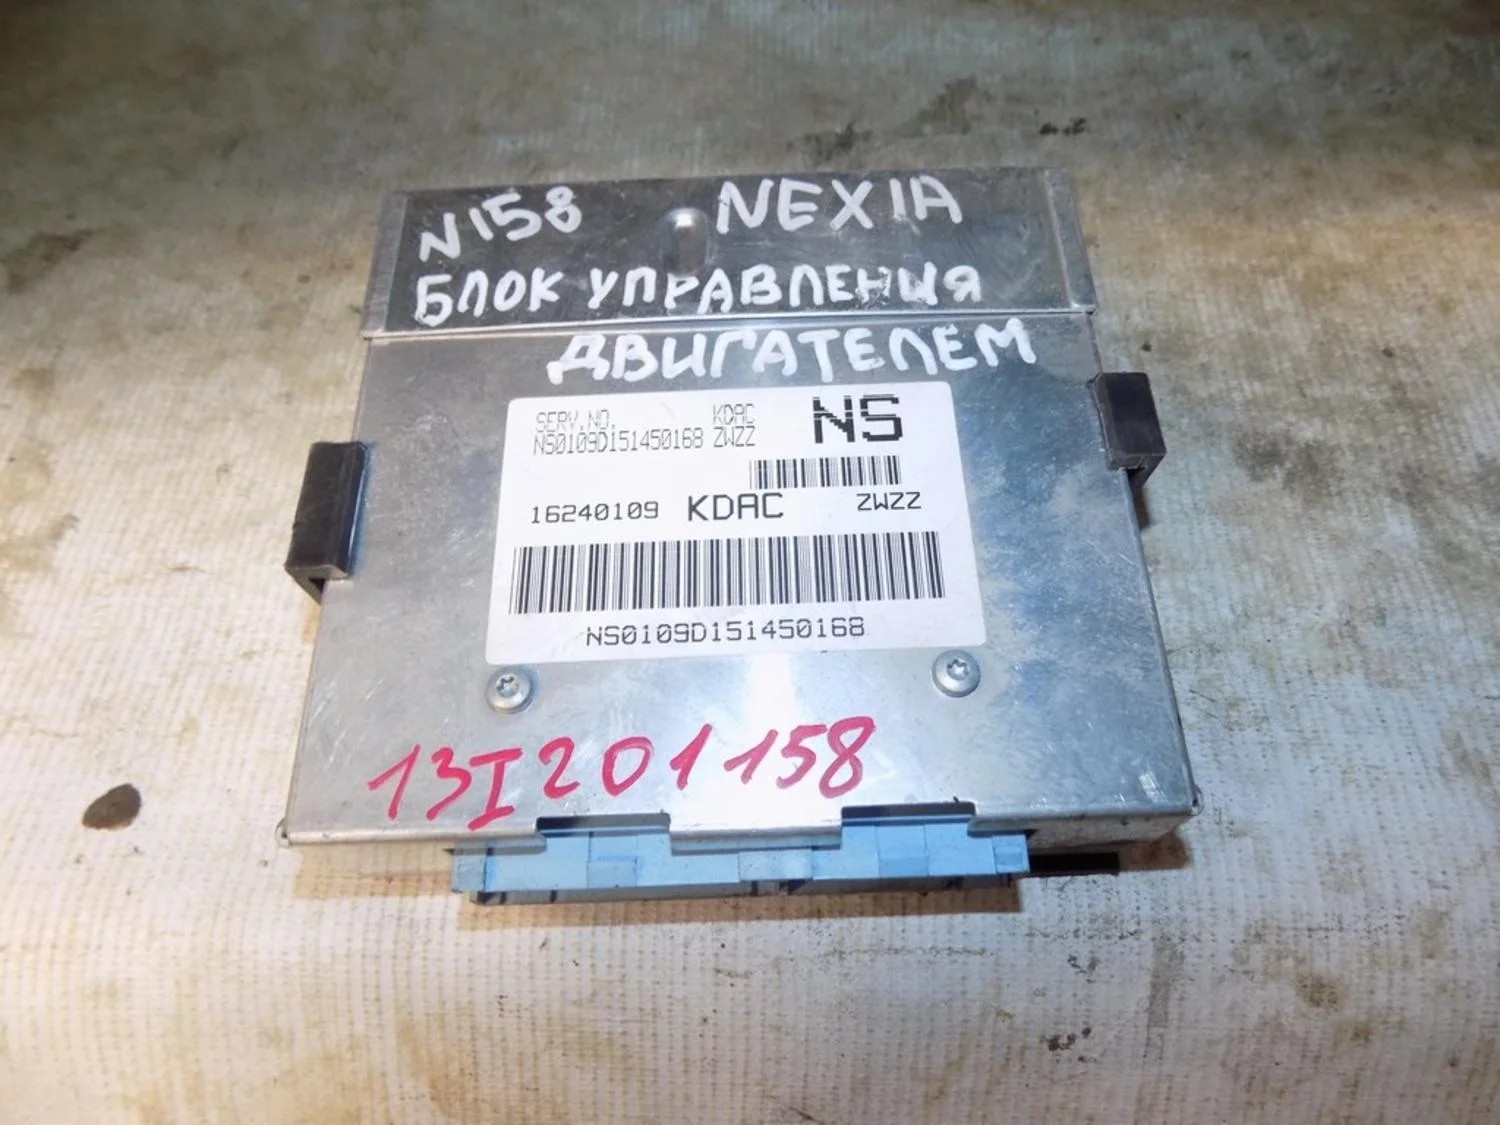 N158 NEXIA
БЛОК УПРАВЛЕНИЯ
ДВИГАТЕЛЕМ
SERV.NO. KDAC NS
NS0109D151450168 ZWZZ
16240109 KDAC ZWZZ
NS0109D151450168
13I201158